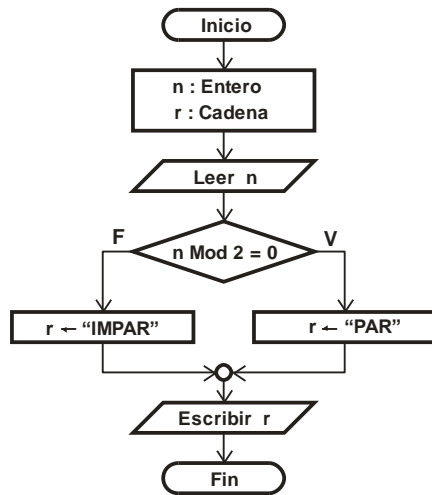 Inicio
n : Entero
r : Cadena
Leer n
F
V
n Mod 2 = 0
r ← “IMPAR”
r ← “PAR”
Escribir r
Fin